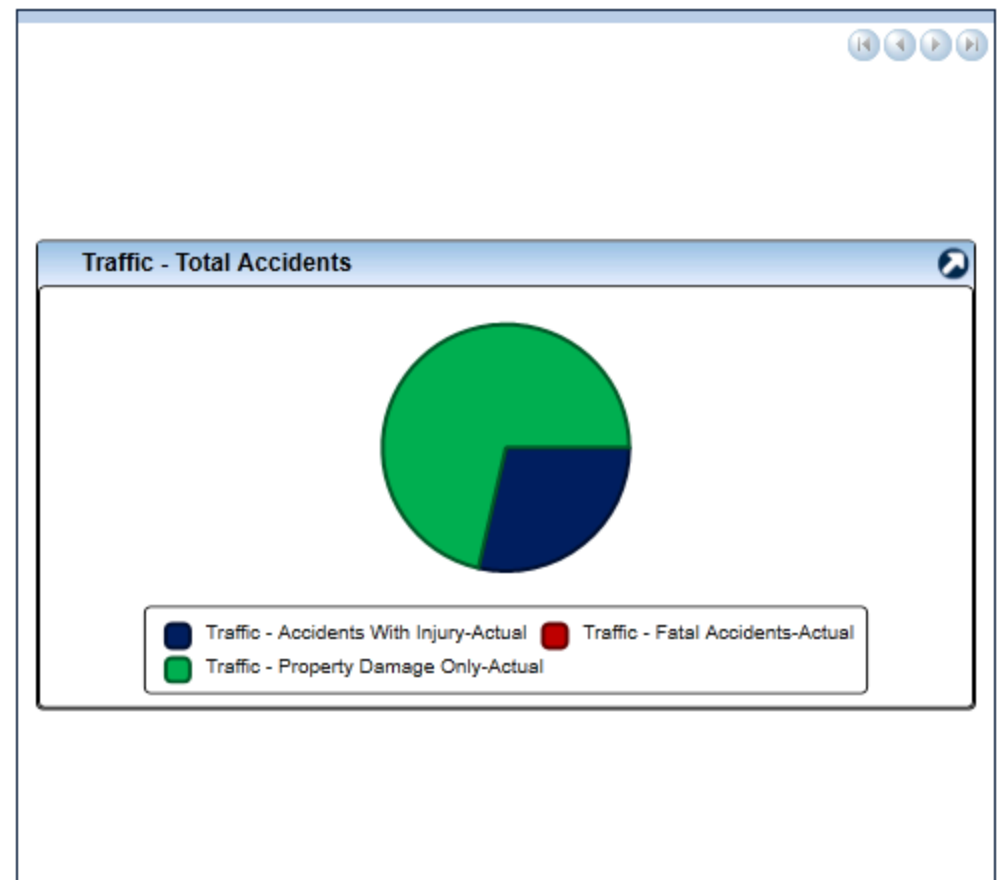 Traffic - Total Accidents
Traffic - Accidents With Injury-Actual Traffic - Fatal Accidents-Actual
Traffic - Property Damage Only-Actual